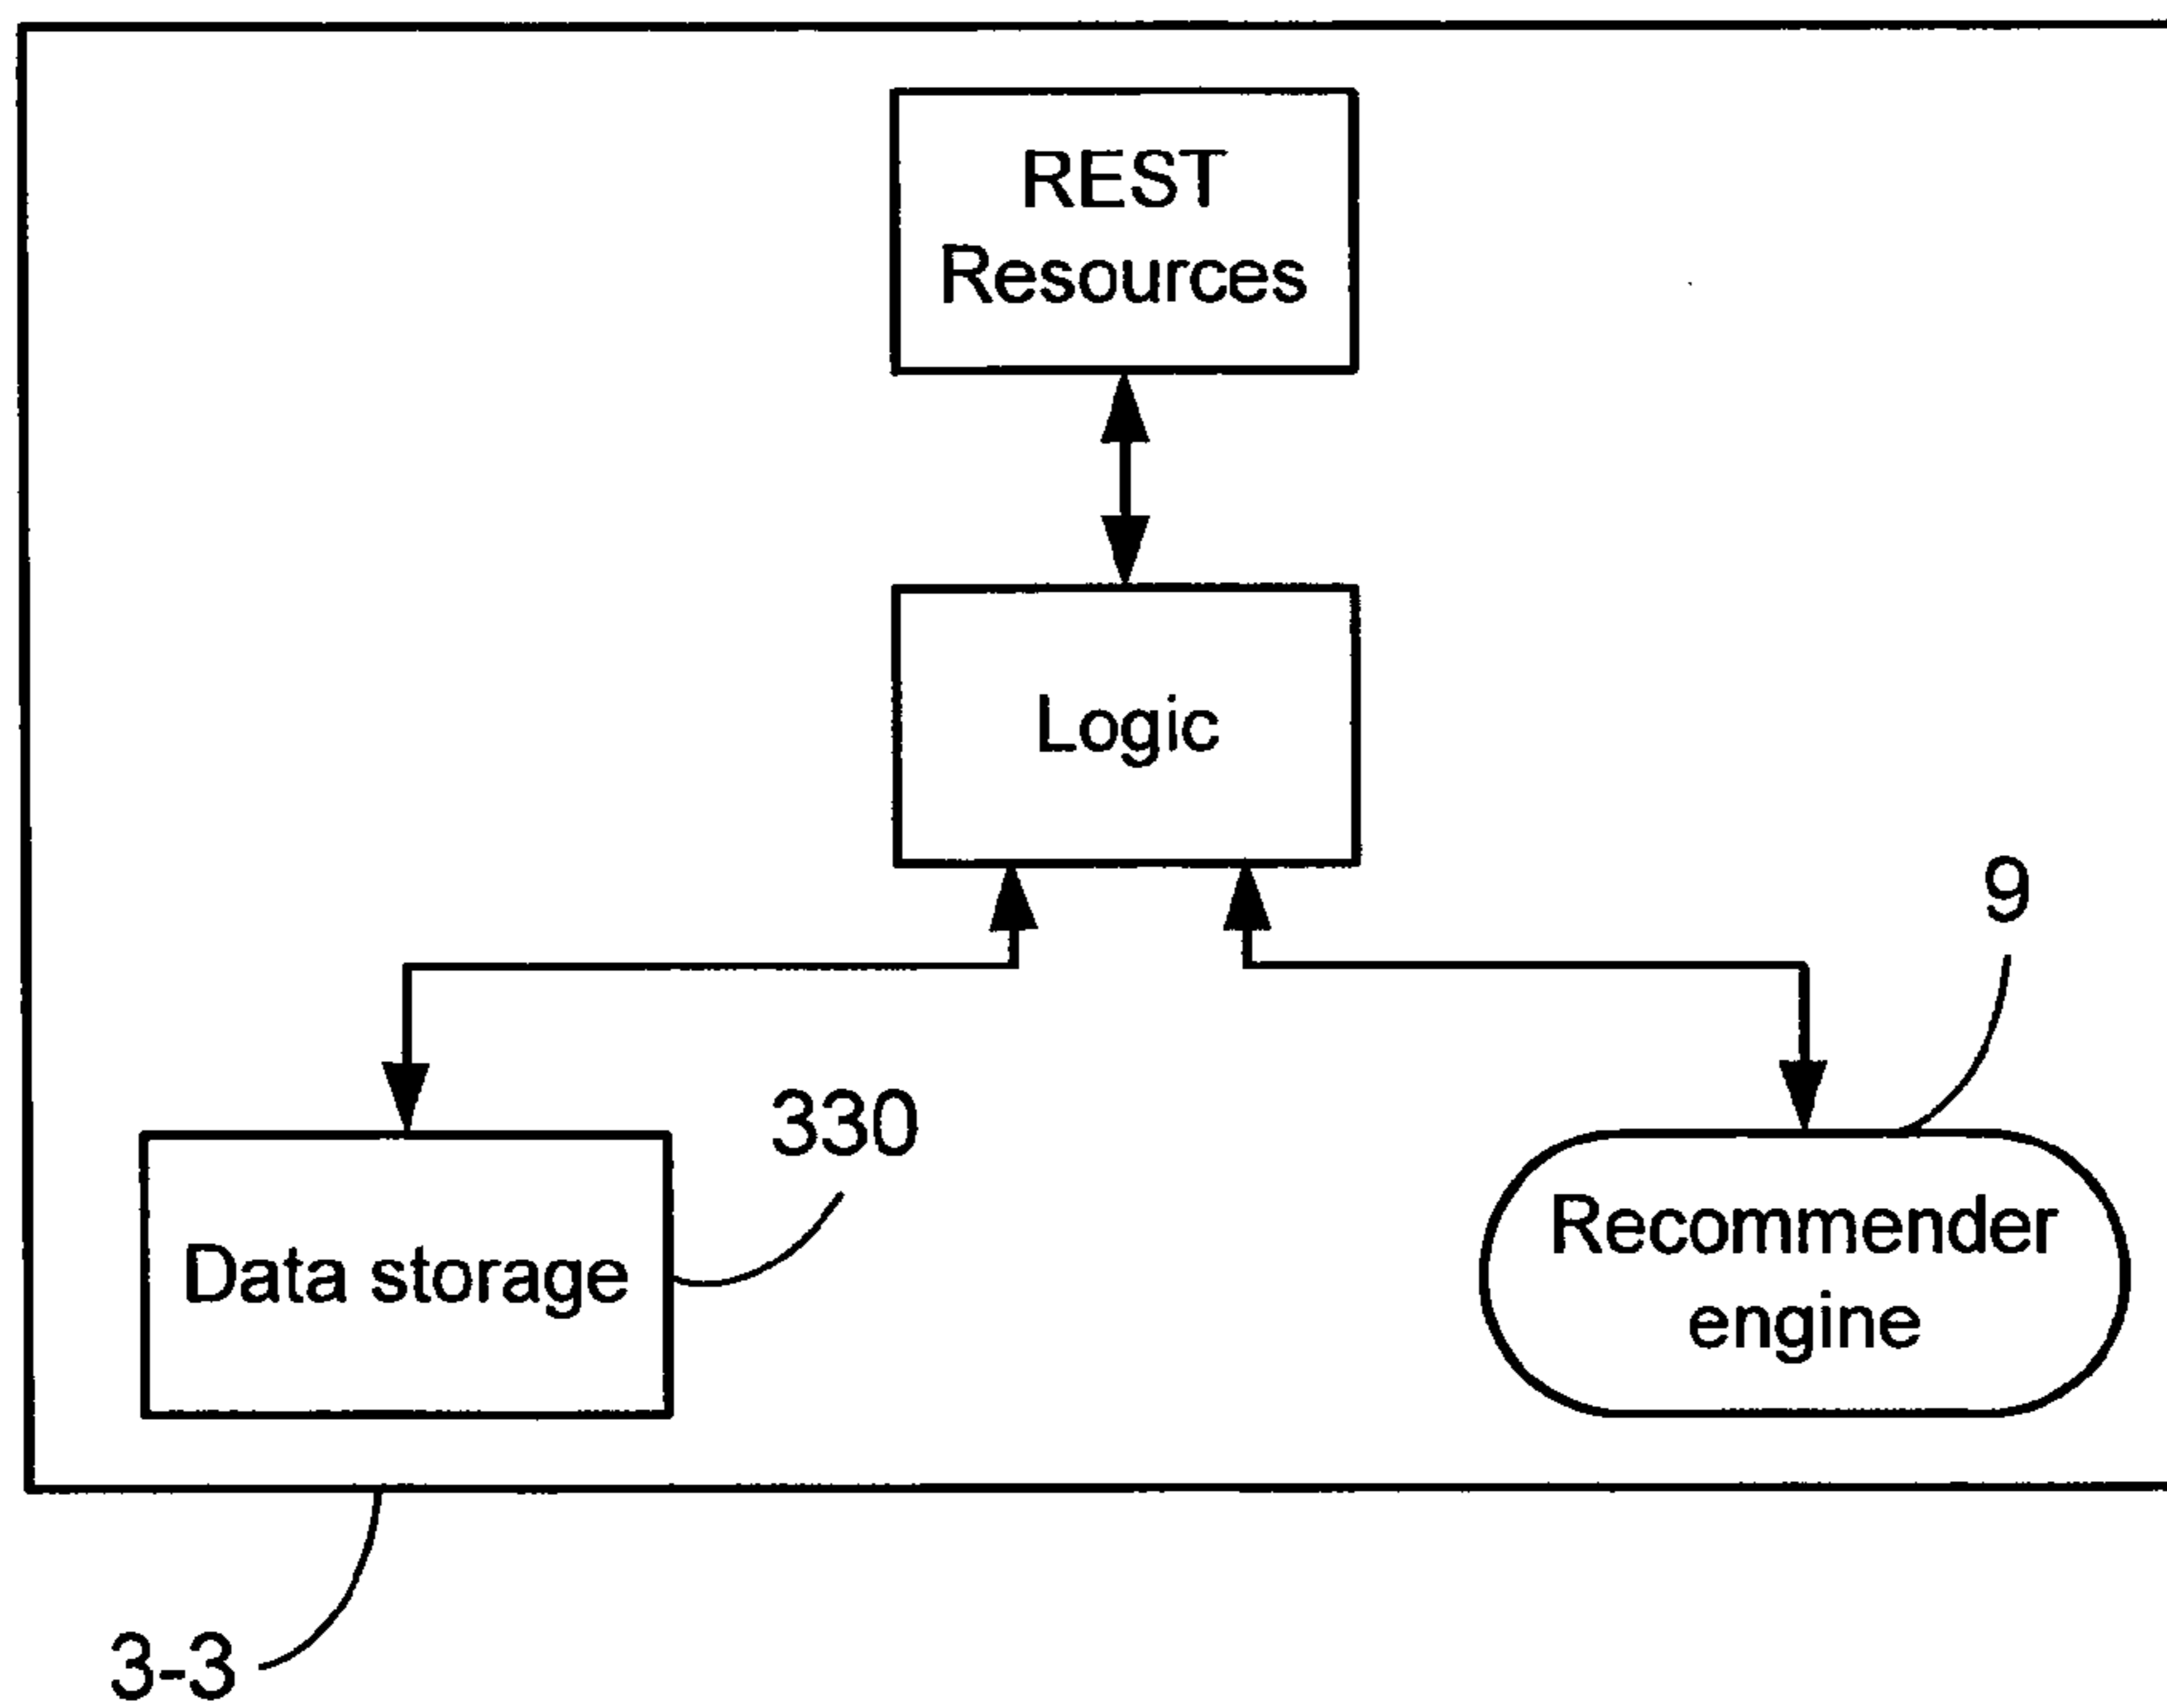 REST
Resources
Logic
9
330
Data storage
Recommender
engine
3-3